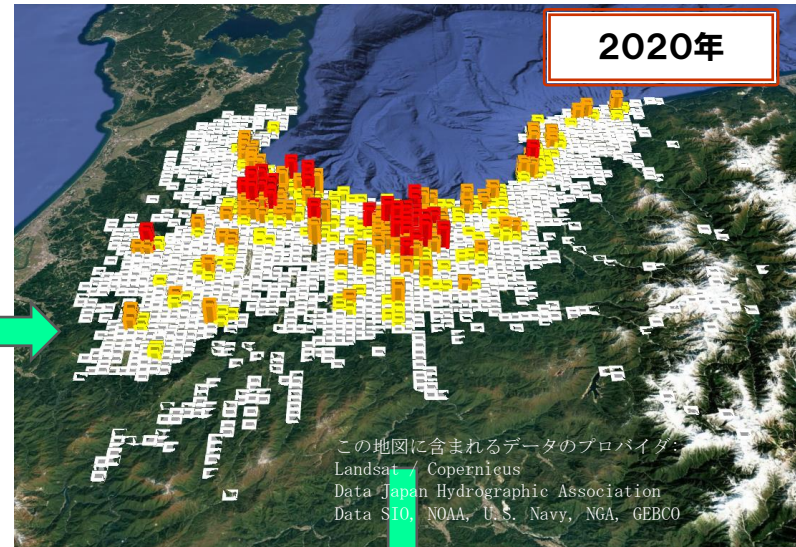 2020年
この地図に含まれるデータのプロバイダ:
Landsat / Copernicus
Data Japan Hydrographic Association
Data SIO, NOAA, U.S. Navy, NGA, GEBCO